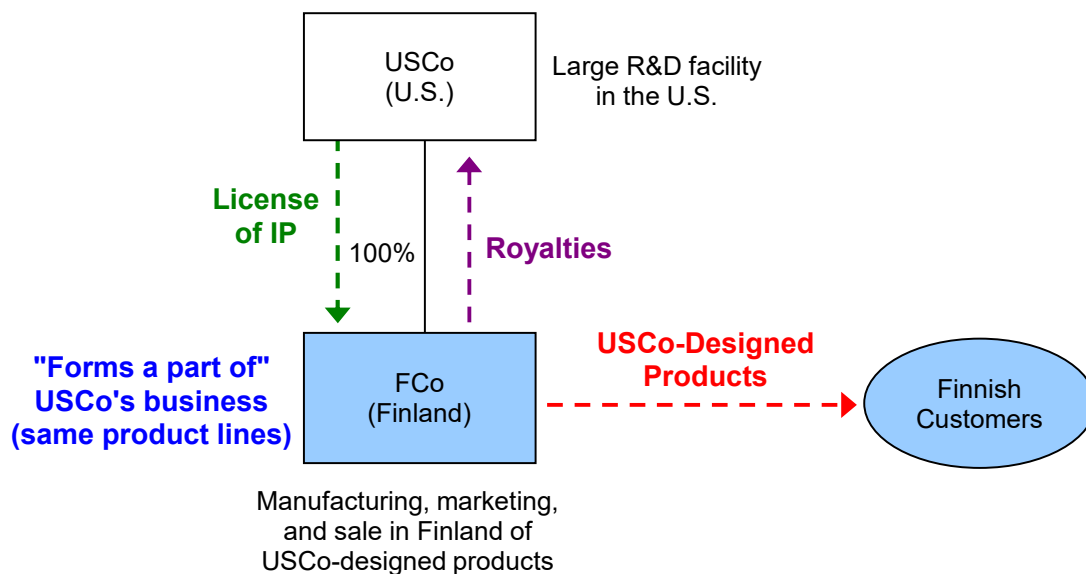 USCo
(U.S.)
Large R&D facility
in the U.S.
License
of IP
100%
Royalties
"Forms a part of"
USCo's business
(same product lines)
FCo
(Finland)
USCo-Designed
Products
Finnish
Customers
Manufacturing, marketing,
and sale in Finland of
USCo-designed products